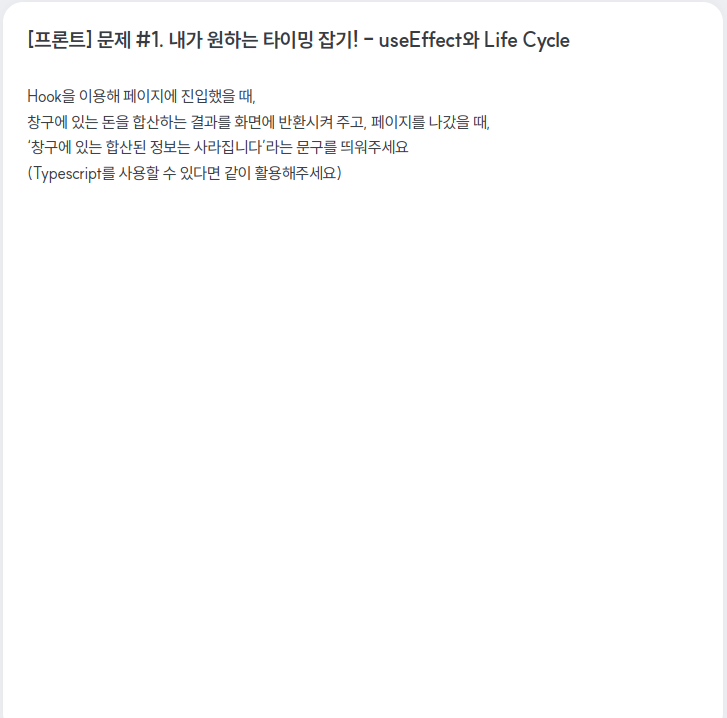 [프론트] 문제 #1. 내가 원하는 타이밍 잡기! - useEffect와 Life Cycle
Hook을 이용해 페이지에 진입했을 때,
창구에 있는 돈을 합산하는 결과를 화면에 반환시켜 주고, 페이지를 나갔을 때,
'창구에 있는 합산된 정보는 사라집니다'라는 문구를 띄워주세요
(Typescript를 사용할 수 있다면 같이 활용해주세요)